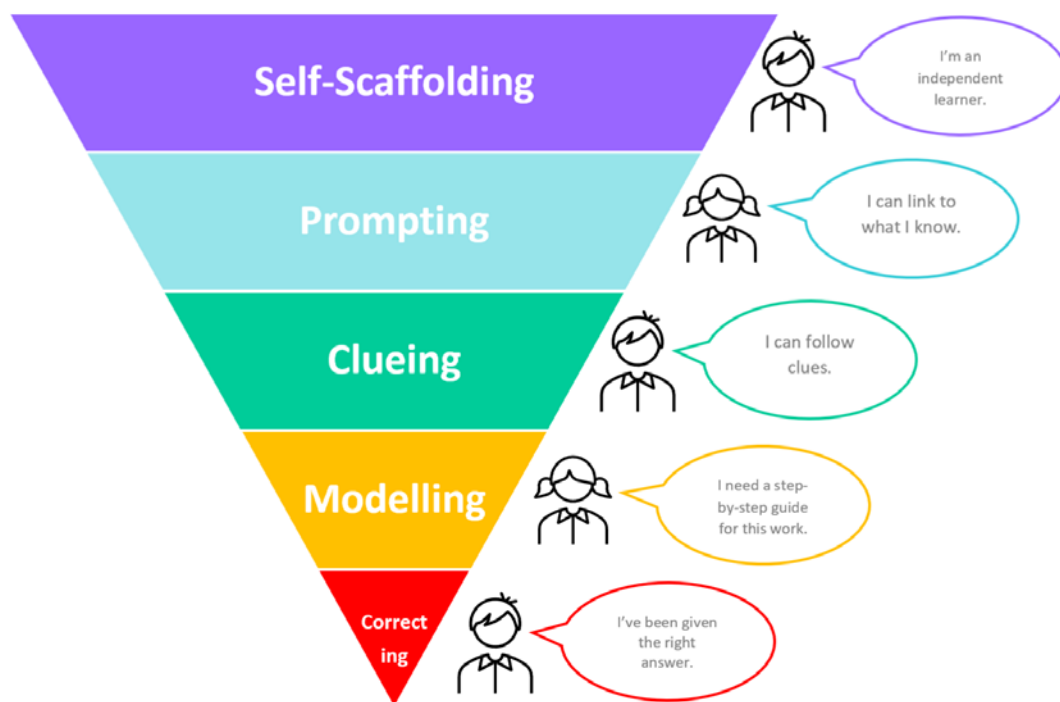 Self-Scaffolding
I'm an
independent
learner.
Prompting
I can link to
what I know.
Clueing
I can follow
clues.
Modelling
I need a step-
by-step guide
for this work.
Correct
ing
I've been given
the right
answer.